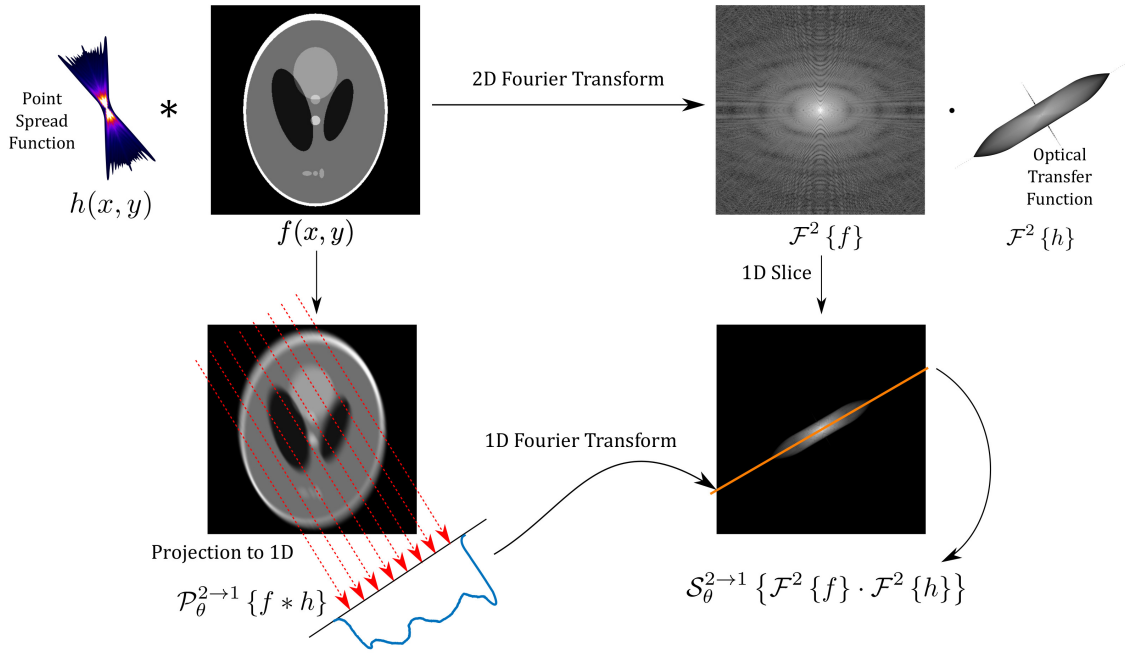 Point
Spread
Function
*
h(x, y)
f(x, y)
2D Fourier Transform
·
Optical
Transfer
Function
ℱ² {f}
ℱ² {h}
1D Slice
1D Fourier Transform
Projection to 1D
𝒫_θ^{2→1} {f ∗ h}
𝒮_θ^{2→1} {ℱ² {f} · ℱ² {h}}